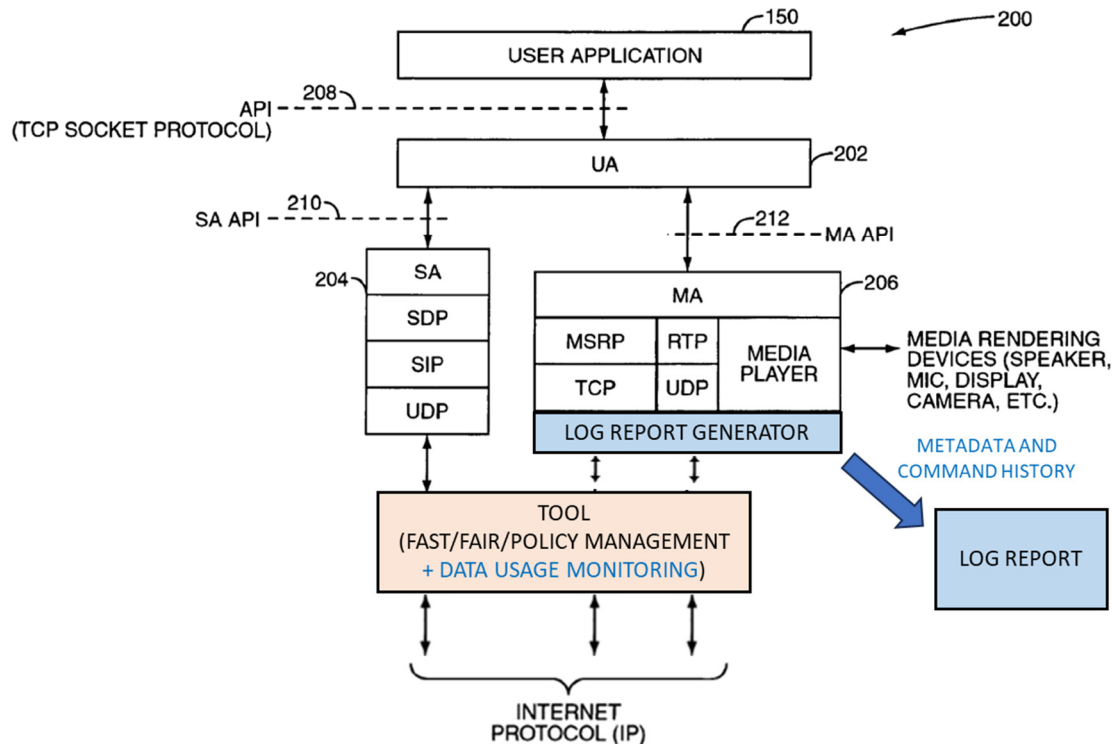 150
200
USER APPLICATION
208
API
(TCP SOCKET PROTOCOL)
202
UA
210
SA API
212
MA API
204
SA
SDP
SIP
UDP
206
MA
MSRP
RTP
TCP
UDP
MEDIA
PLAYER
MEDIA RENDERING
DEVICES (SPEAKER,
MIC, DISPLAY,
CAMERA, ETC.)
LOG REPORT GENERATOR
METADATA AND
COMMAND HISTORY
TOOL
(FAST/FAIR/POLICY MANAGEMENT
+ DATA USAGE MONITORING)
LOG REPORT
INTERNET
PROTOCOL (IP)